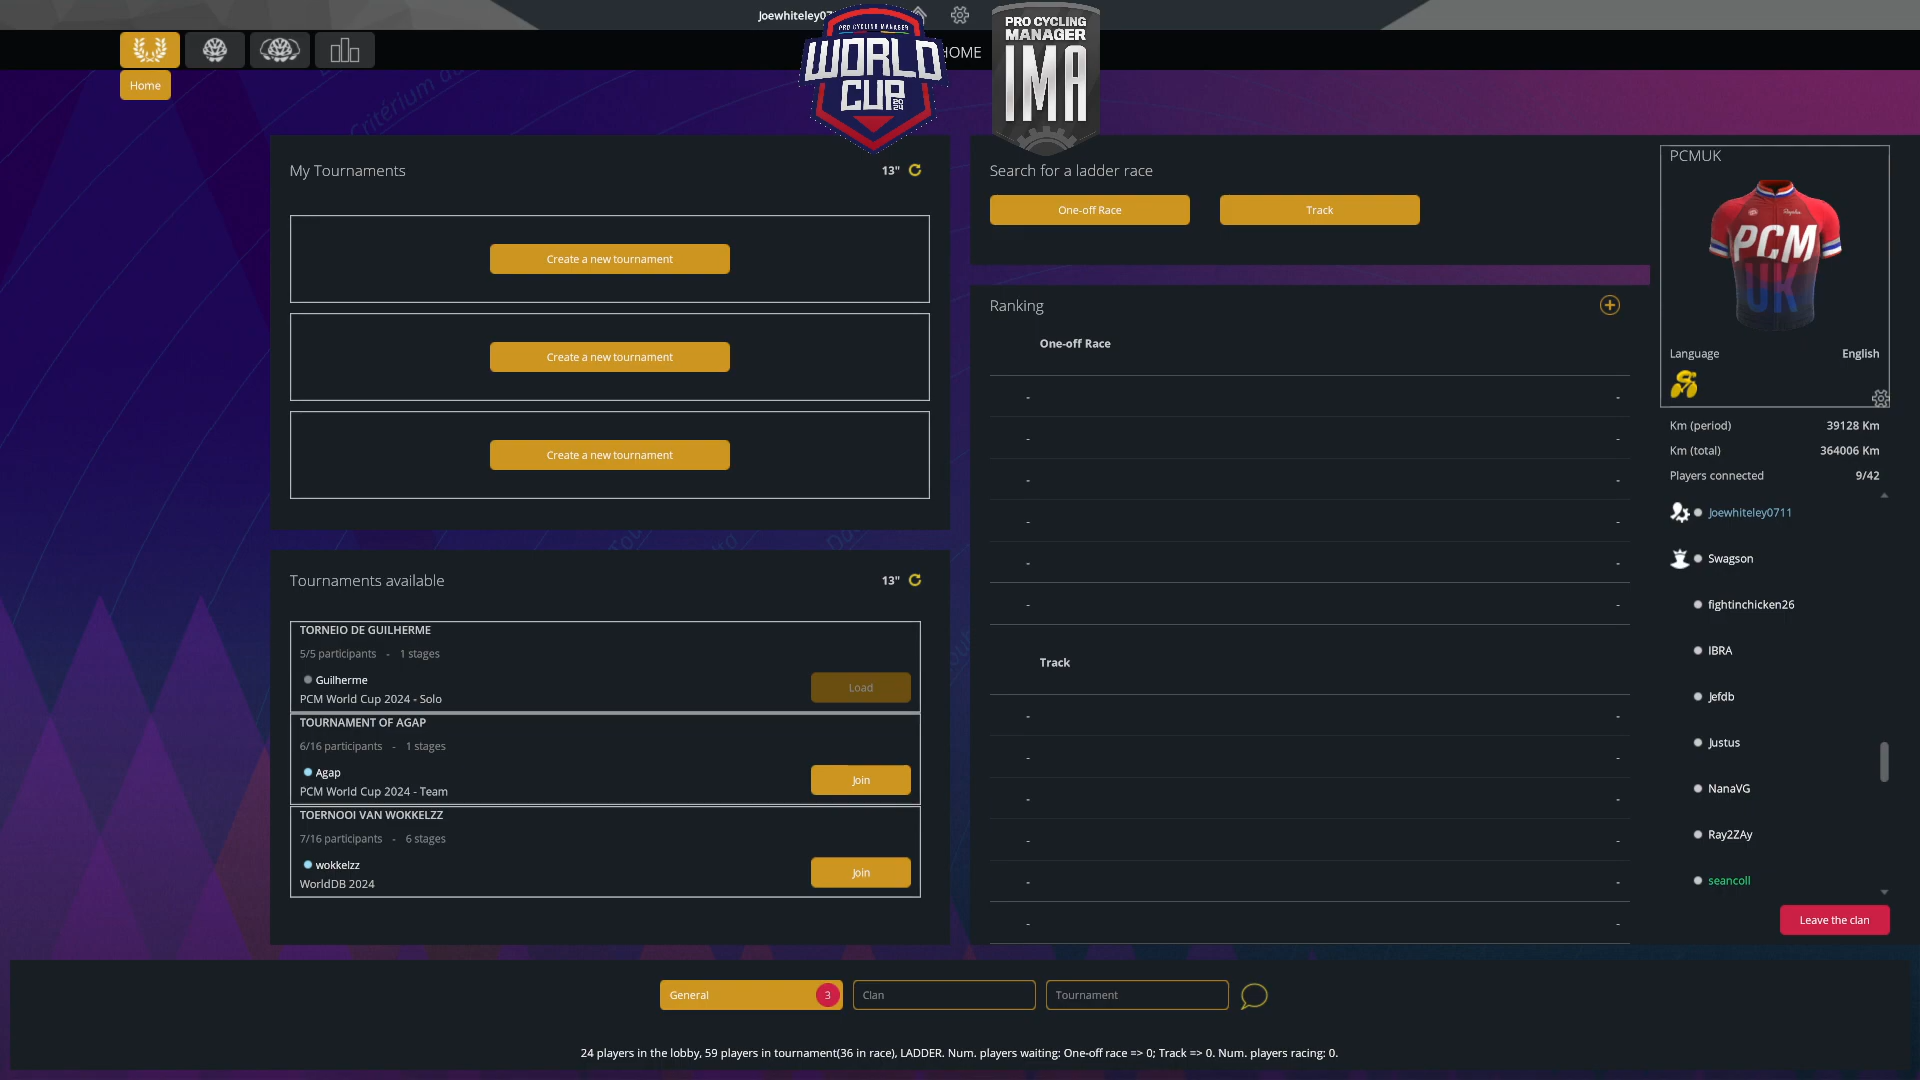 Joewhiteley07
PRO CYCLING MANAGER
WORLD
CUP
HOME
PRO CYCLING
MANAGER
IMA
Home
My Tournaments
13"
Create a new tournament
Create a new tournament
Create a new tournament
Tournaments available
13"
TORNEIO DE GUILHERME
5/5 participants - 1 stages
Guilherme
PCM World Cup 2024 - Solo
Load
TOURNAMENT OF AGAP
6/16 participants - 1 stages
Agap
PCM World Cup 2024 - Team
Join
TOERNOOI VAN WOKKELZZ
7/16 participants - 6 stages
wokkelzz
WorldDB 2024
Join
Search for a ladder race
One-off Race
Track
Ranking
One-off Race
- -
- -
- -
- -
- -
- -
Track
- -
- -
- -
- -
- -
- -
PCMUK
PCM
UK
Language English
Km (period) 39128 Km
Km (total) 364006 Km
Players connected 9/42
Joewhiteley0711
Swagson
fightinchicken26
IBRA
Jefdb
Justus
NanaVG
Ray2ZAy
seancoll
Leave the clan
General 3
Clan
Tournament
24 players in the lobby, 59 players in tournament(36 in race), LADDER. Num. players waiting: One-off race => 0; Track => 0. Num. players racing: 0.